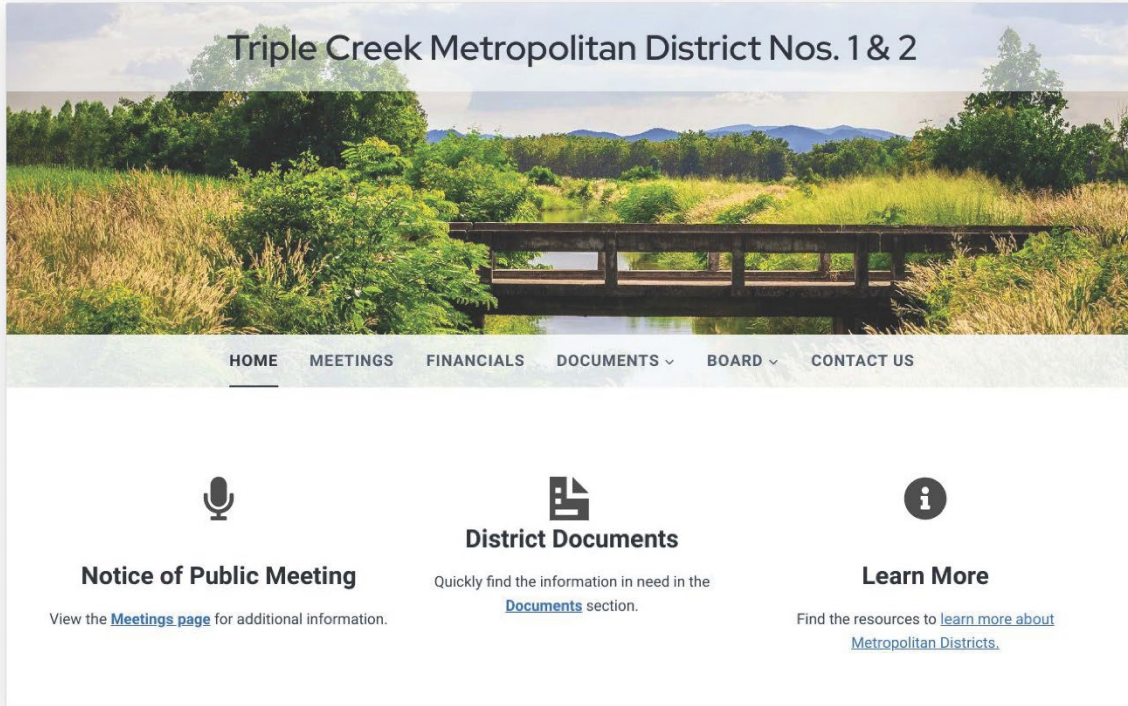 Triple Creek Metropolitan District Nos. 1 & 2
HOME MEETINGS FINANCIALS DOCUMENTS BOARD CONTACT US
Notice of Public Meeting
View the Meetings page for additional information.
District Documents
Quickly find the information in need in the
Documents section.
Learn More
Find the resources to learn more about
Metropolitan Districts.